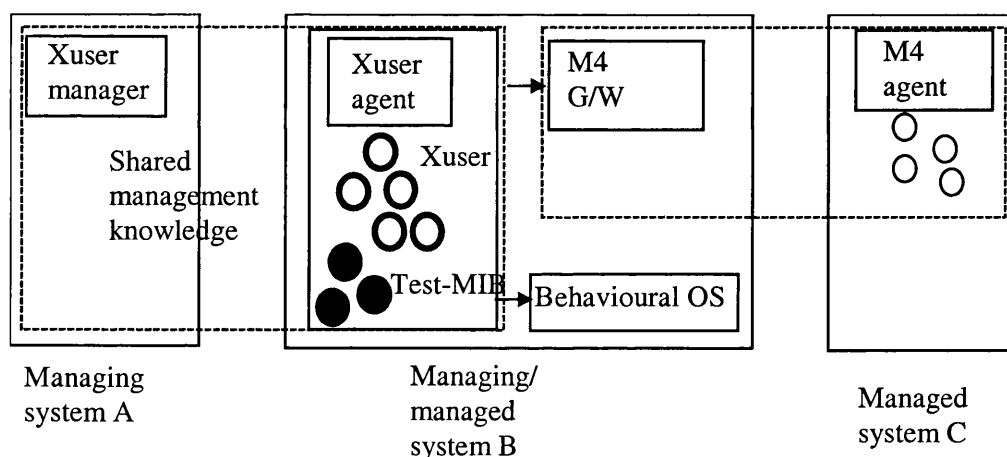 Xuser
manager
Shared
management
knowledge
Xuser
agent
Xuser
Test-MIB
M4
G/W
Behavioural OS
M4
agent
Managing
system A
Managing/
managed
system B
Managed
system C